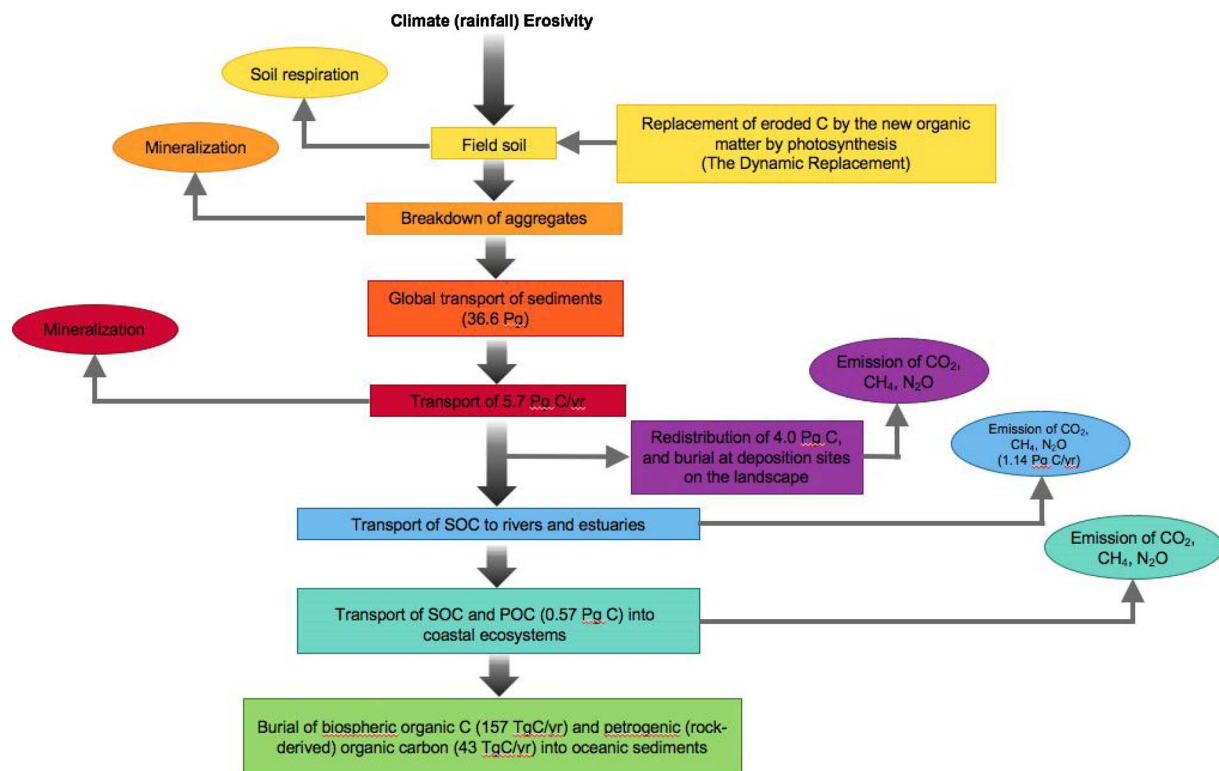 Climate (rainfall) Erosivity
Soil respiration
Field soil
Replacement of eroded C by the new organic
matter by photosynthesis
(The Dynamic Replacement)
Mineralization
Breakdown of aggregates
Global transport of sediments
(36.6 Pg)
Mineralization
Transport of 5.7 Pg C/yr
Emission of CO₂,
CH₄, N₂O
Redistribution of 4.0 Pg C,
and burial at deposition sites
on the landscape
Emission of CO₂,
CH₄, N₂O
(1.14 Pg C/yr)
Transport of SOC to rivers and estuaries
Emission of CO₂,
CH₄, N₂O
Transport of SOC and POC (0.57 Pg C) into
coastal ecosystems
Burial of biospheric organic C (157 TgC/yr) and petrogenic (rock-
derived) organic carbon (43 TgC/yr) into oceanic sediments